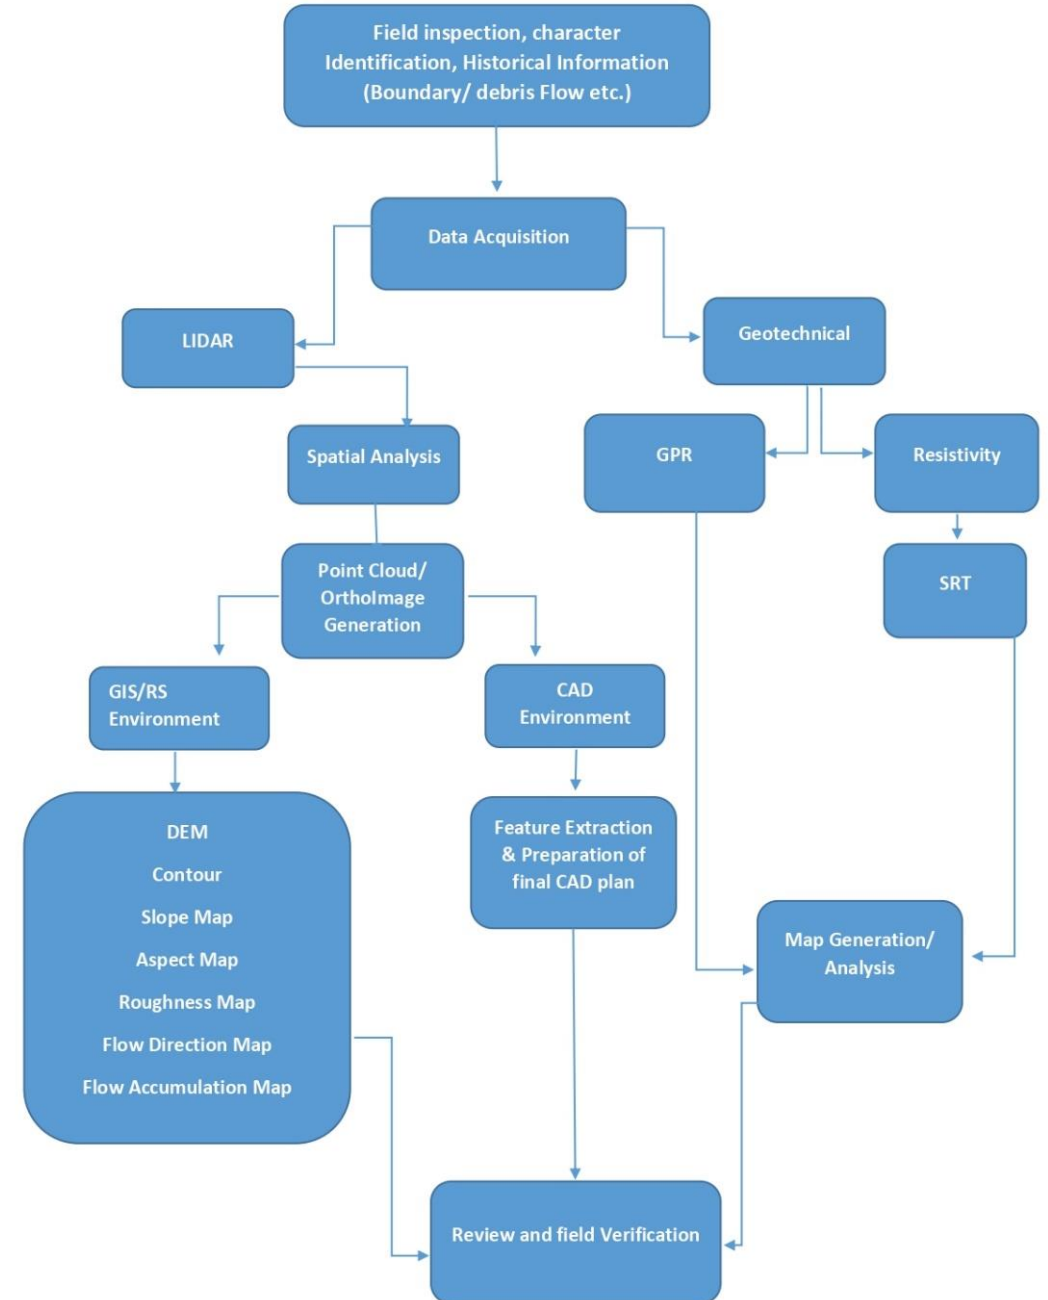 Field inspection, character
Identification, Historical Information
(Boundary/ debris Flow etc.)
Data Acquisition
LIDAR
Geotechnical
Spatial Analysis
GPR
Resistivity
Point Cloud/
OrthoImage
Generation
SRT
GIS/RS
Environment
CAD
Environment
DEM
Contour
Slope Map
Aspect Map
Roughness Map
Flow Direction Map
Flow Accumulation Map
Feature Extraction
& Preparation of
final CAD plan
Map Generation/
Analysis
Review and field Verification